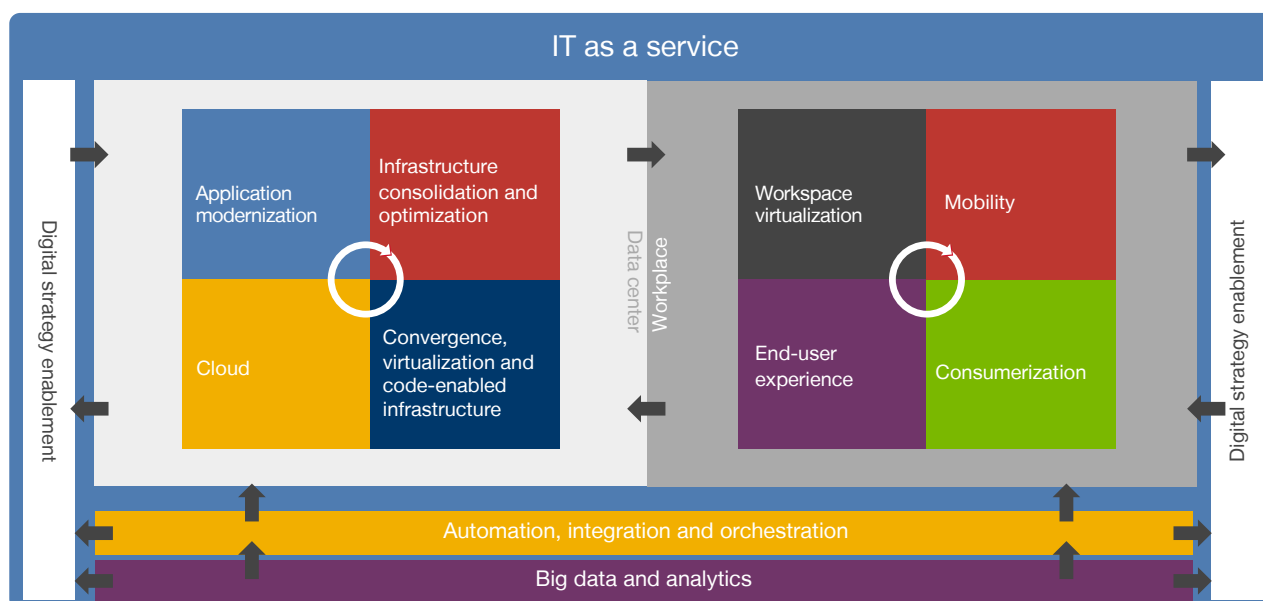 IT as a service
Digital strategy enablement
Application
modernization
Infrastructure
consolidation and
optimization
Cloud
Convergence,
virtualization and
code-enabled
infrastructure
Data center
Workplace
Workspace
virtualization
Mobility
End-user
experience
Consumerization
Digital strategy enablement
Automation, integration and orchestration
Big data and analytics